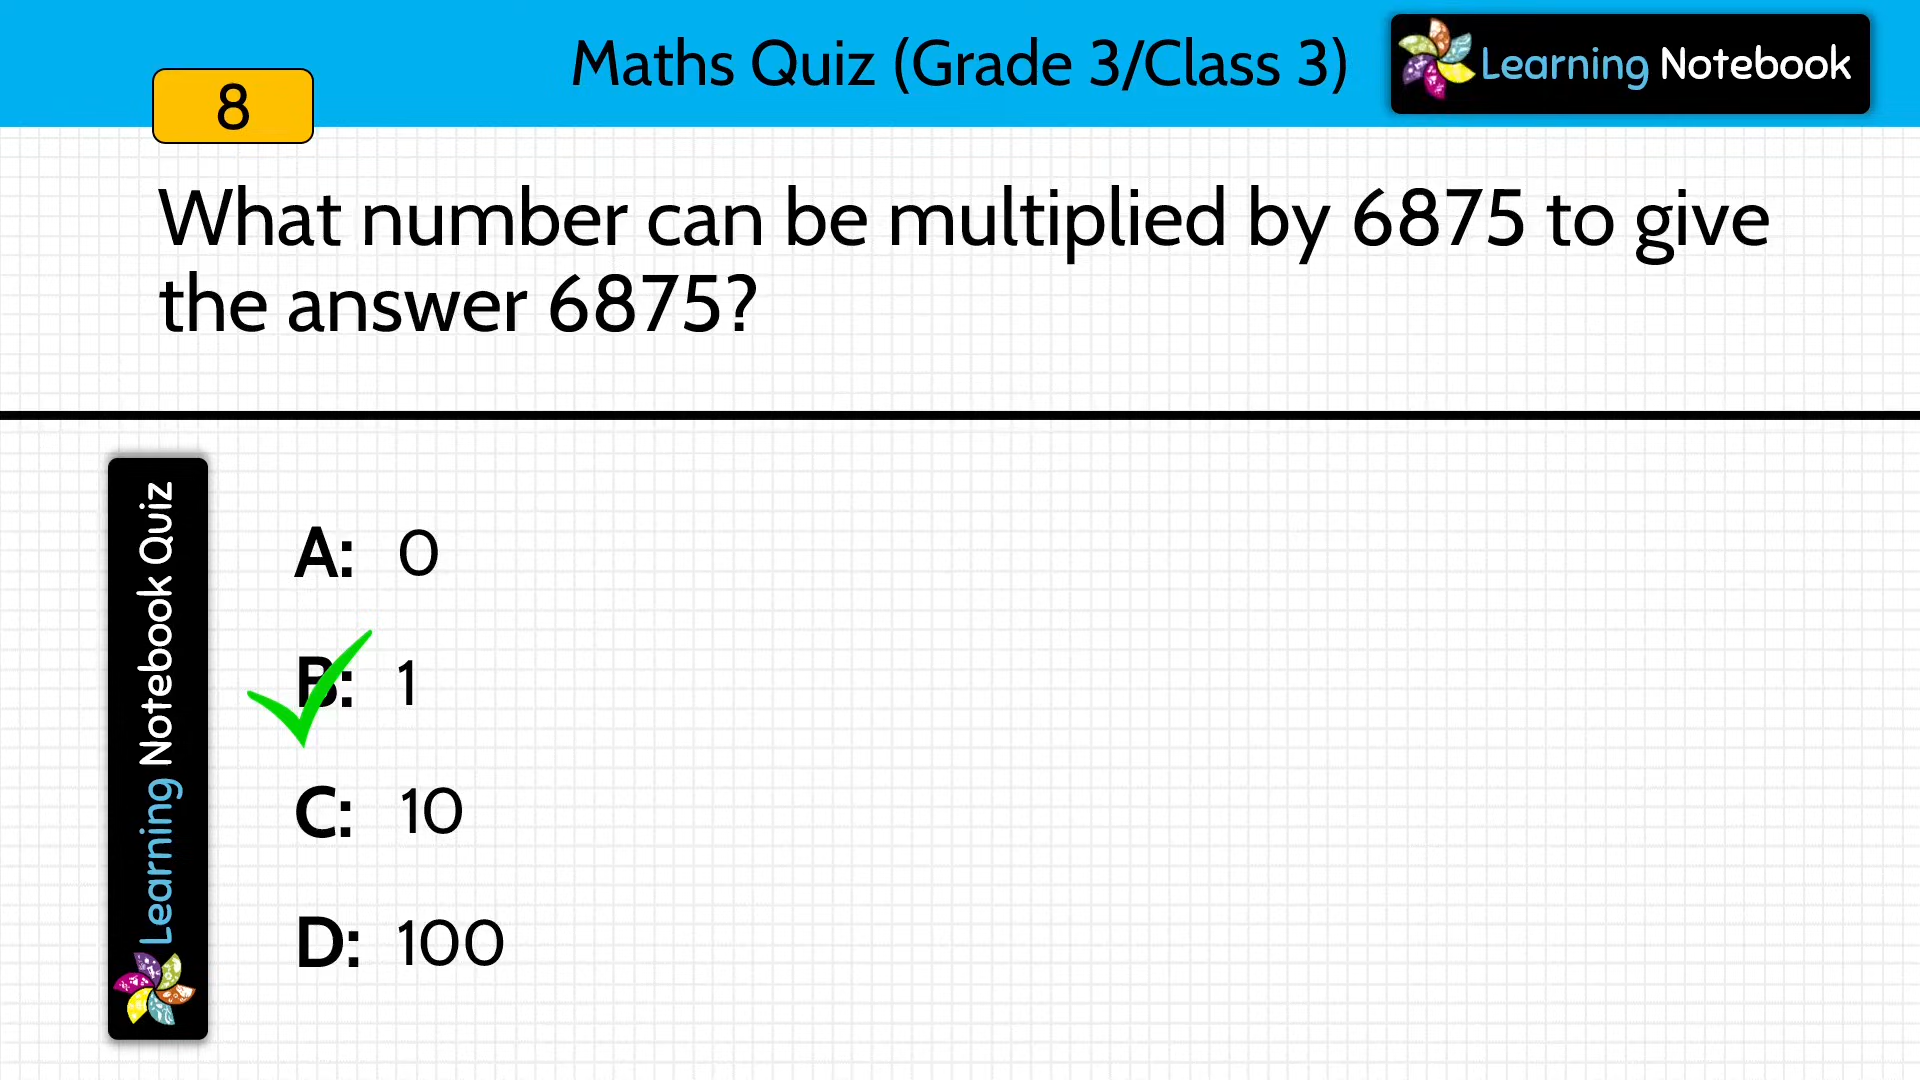 Maths Quiz (Grade 3/Class 3)
Learning Notebook
8
What number can be multiplied by 6875 to give
the answer 6875?
Learning Notebook Quiz
A: 0
B: 1
C: 10
D: 100